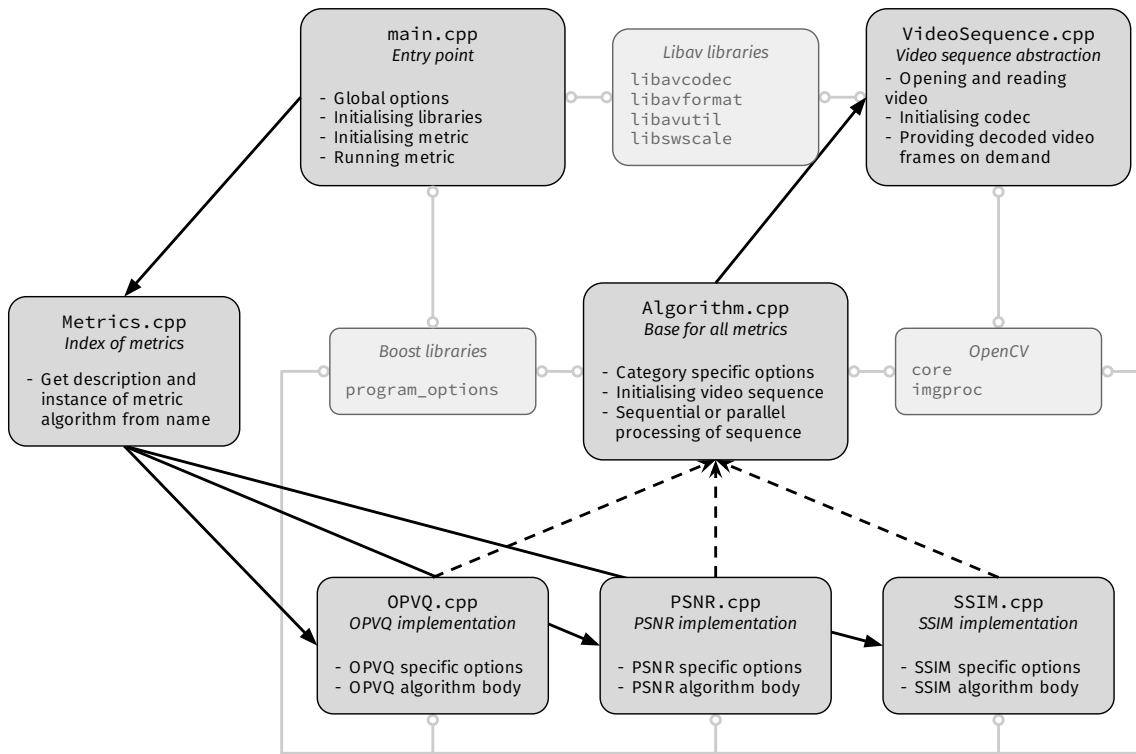 main.cpp
Entry point
- Global options
- Initialising libraries
- Initialising metric
- Running metric
Libav libraries
libavcodec
libavformat
libavutil
libswscale
VideoSequence.cpp
Video sequence abstraction
- Opening and reading
video
- Initialising codec
- Providing decoded video
frames on demand
Metrics.cpp
Index of metrics
- Get description and
instance of metric
algorithm from name
Boost libraries
program_options
Algorithm.cpp
Base for all metrics
- Category specific options
- Initialising video sequence
- Sequential or parallel
processing of sequence
OpenCV
core
imgproc
OPVQ.cpp
OPVQ implementation
- OPVQ specific options
- OPVQ algorithm body
PSNR.cpp
PSNR implementation
- PSNR specific options
- PSNR algorithm body
SSIM.cpp
SSIM implementation
- SSIM specific options
- SSIM algorithm body